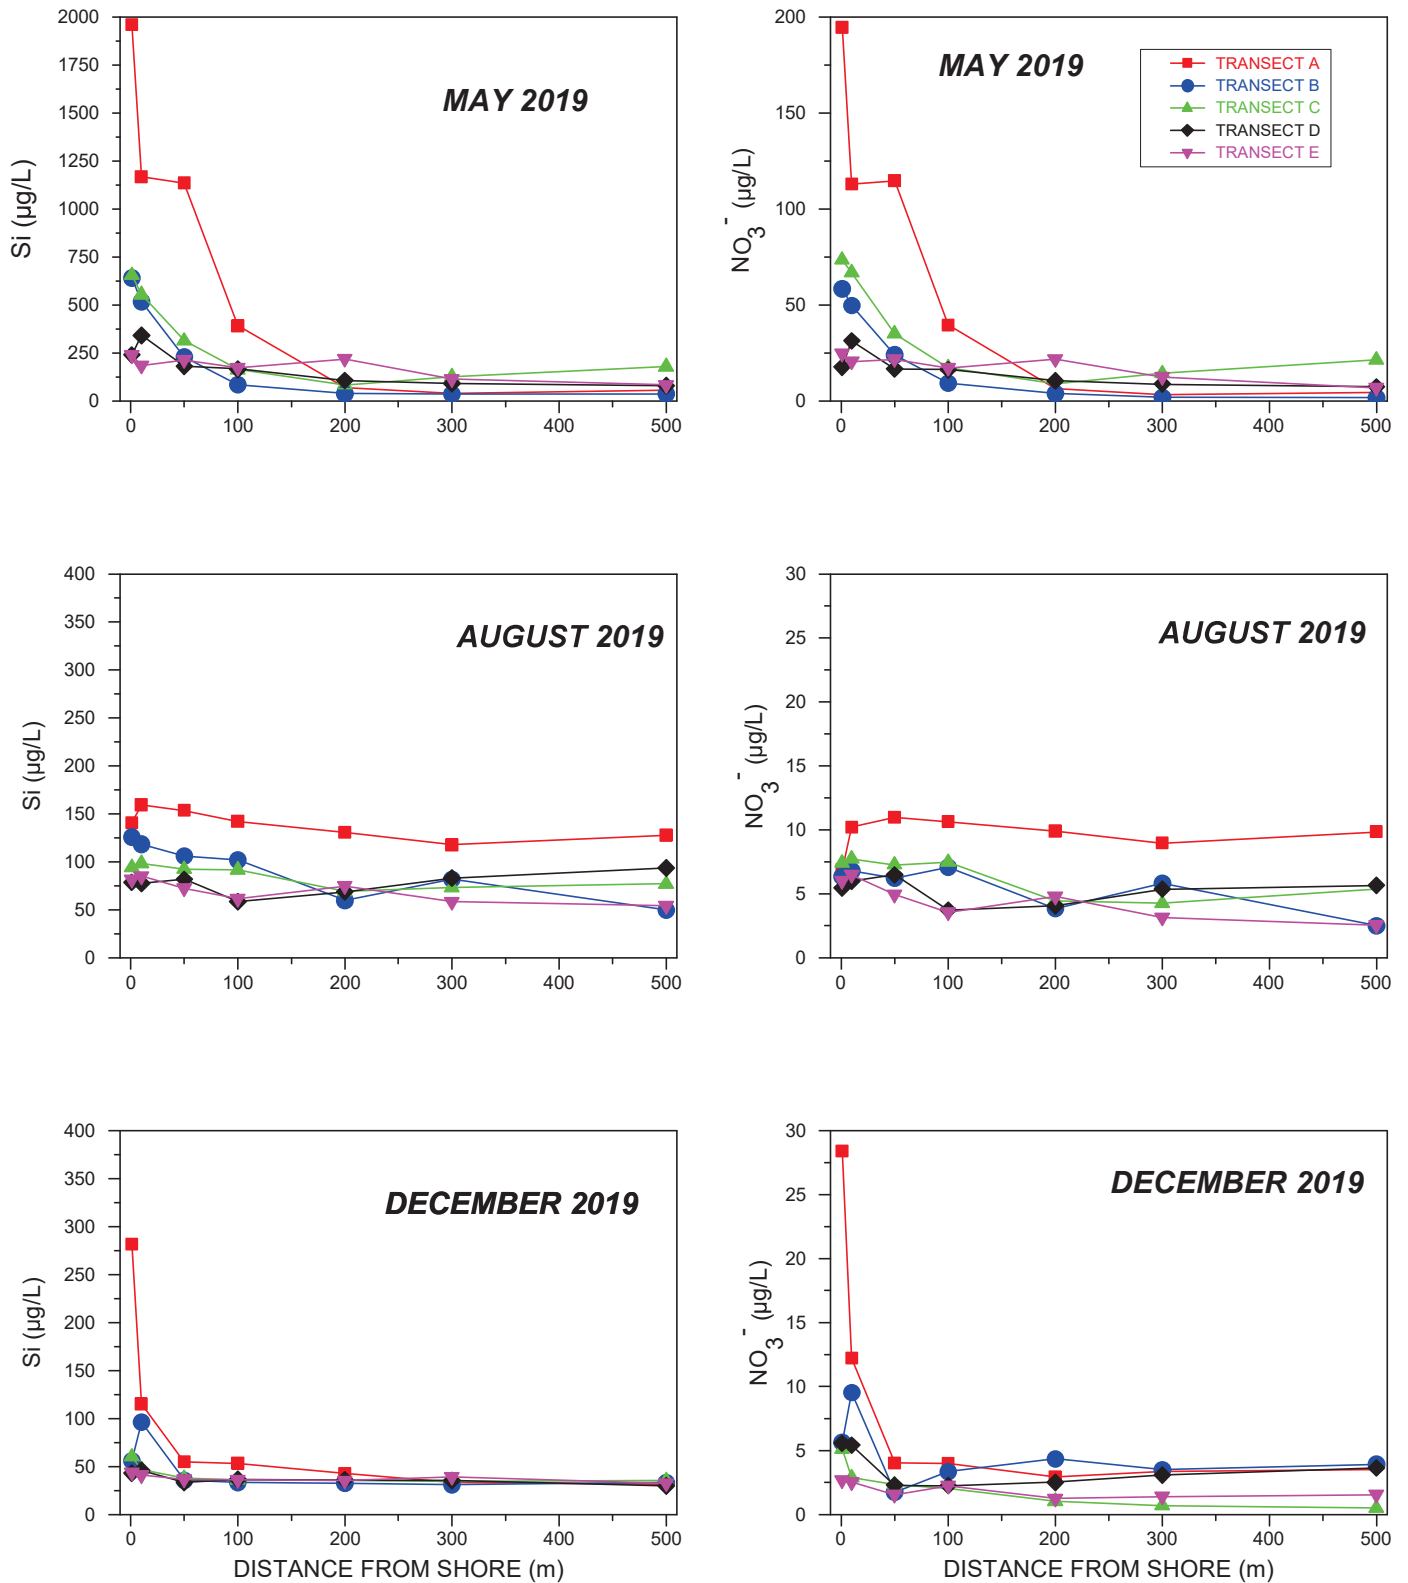 2000
1750
1500
1250
1000
750
500
250
0
Si (µg/L)
MAY 2019
0 100 200 300 400 500
200
150
100
50
0
NO3- (µg/L)
MAY 2019
TRANSECT A
TRANSECT B
TRANSECT C
TRANSECT D
TRANSECT E
0 100 200 300 400 500
400
350
300
250
200
150
100
50
0
Si (µg/L)
AUGUST 2019
0 100 200 300 400 500
30
25
20
15
10
5
0
NO3- (µg/L)
AUGUST 2019
0 100 200 300 400 500
400
350
300
250
200
150
100
50
0
Si (µg/L)
DECEMBER 2019
0 100 200 300 400 500
DISTANCE FROM SHORE (m)
30
25
20
15
10
5
0
NO3- (µg/L)
DECEMBER 2019
0 100 200 300 400 500
DISTANCE FROM SHORE (m)